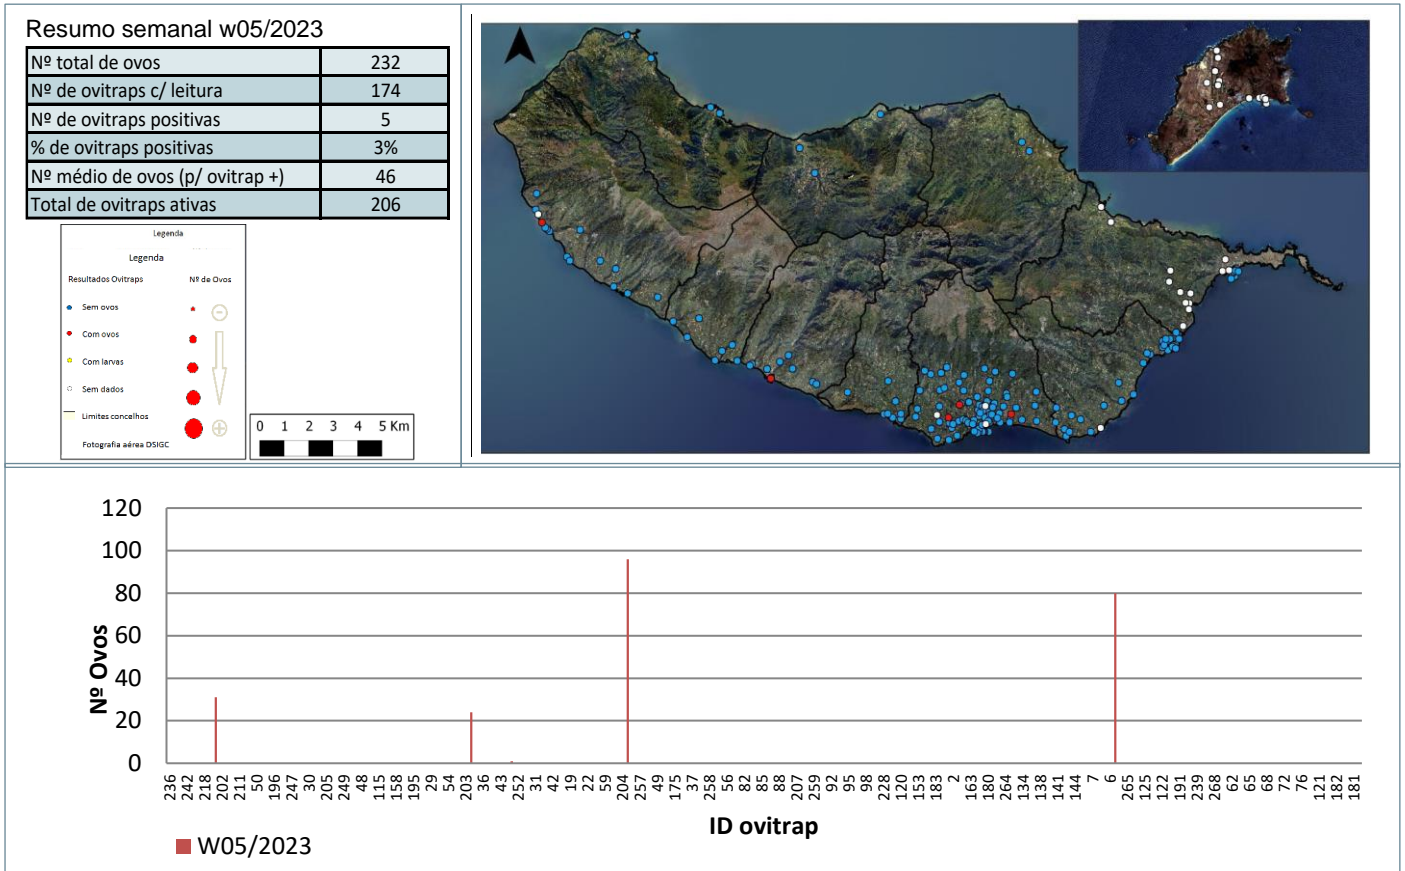 Resumo semanal w05/2023
Nº total de ovos 232
Nº de ovitraps c/ leitura 174
Nº de ovitraps positivas 5
% de ovitraps positivas 3%
Nº médio de ovos (p/ ovitrap +) 46
Total de ovitraps ativas 206
Legenda
Legenda
Resultados Ovitraps Nº de Ovos
Sem ovos
Com ovos
Com larvas
Sem dados
Limites concelhos
Fotografia aérea DSIGC
0 1 2 3 4 5 Km
120
100
80
60
40
20
0
Nº Ovos
236 242 218 202 211 50 196 247 30 205 249 48 115 158 195 29 54 203 36 43 252 31 42 19 22 59 204 257 49 175 37 258 56 82 85 88 207 259 92 95 98 228 120 153 183 2 163 180 264 134 138 141 144 7 6 265 125 122 191 239 268 62 65 68 72 76 121 182 181
ID ovitrap
W05/2023